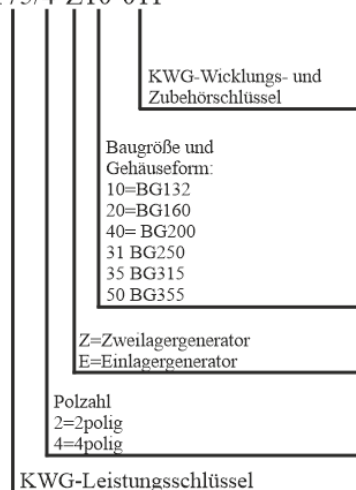 KWG-Wicklungs- und
Zubehörschlüssel
Baugröße und
Gehäuseform:
10=BG132
20=BG160
40= BG200
31 BG250
35 BG315
50 BG355
Z=Zweilagergenerator
E=Einlagergenerator
Polzahl
2=2polig
4=4polig
KWG-Leistungsschlüssel